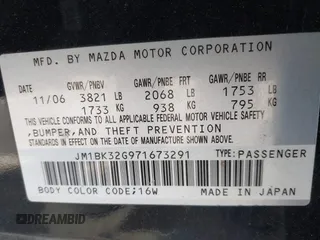 MFD. BY MAZDA MOTOR CORPORATION
DATE GVWR/PNBV GAWR/PNBE FRT GAWR/PNBE RR
11/06 3821 LB 2068 LB 1753 LB
1733 KG 938 KG 795 KG
THIS VEHICLE CONFORMS TO ALL APPLICABLE FEDERAL MOTOR VEHICLE SAFETY
, BUMPER, AND THEFT PREVENTION
STANDARDS IN EFFECT ON THE DATE OF MANUFACTURE SHOWN ABOVE.
JM1BK32G971673291 TYPE:PASSENGER
BODY COLOR CODE;16W MADE IN JAPAN
DREAMBID